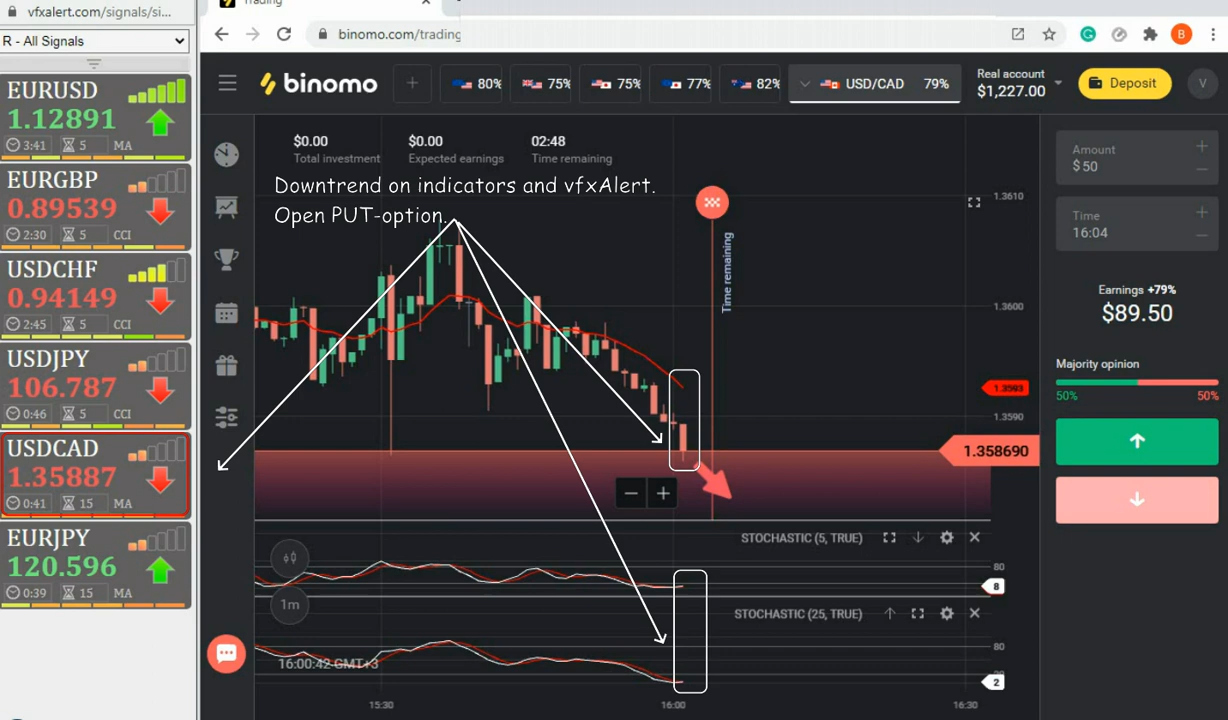 vfxalert.com/signals/si...
R - All Signals
EURUSD
1.12891
3:41 5 MA
EURGBP
0.89539
2:30 5 CCI
USDCHF
0.94149
2:45 5 CCI
USDJPY
106.787
0:46 5 CCI
USDCAD
1.35887
0:41 15 MA
EURJPY
120.596
0:39 15 MA
Trading
binomo.com/trading
B
binomo
+
80%
75%
75%
77%
82%
USD/CAD 79%
Real account
$1,227.00
Deposit
V
$0.00 $0.00 02:48
Total investment Expected earnings Time remaining
Downtrend on indicators and vfxAlert.
Open PUT-option.
Time remaining
1.3610
1.3600
1.3593
1.3590
1.358690
STOCHASTIC (5, TRUE)
80
8
1m
STOCHASTIC (25, TRUE)
80
2
16:00:42 GMT+3
15:30 16:00 16:30
Amount
$50
Time
16:04
Earnings +79%
$89.50
Majority opinion
50% 50%